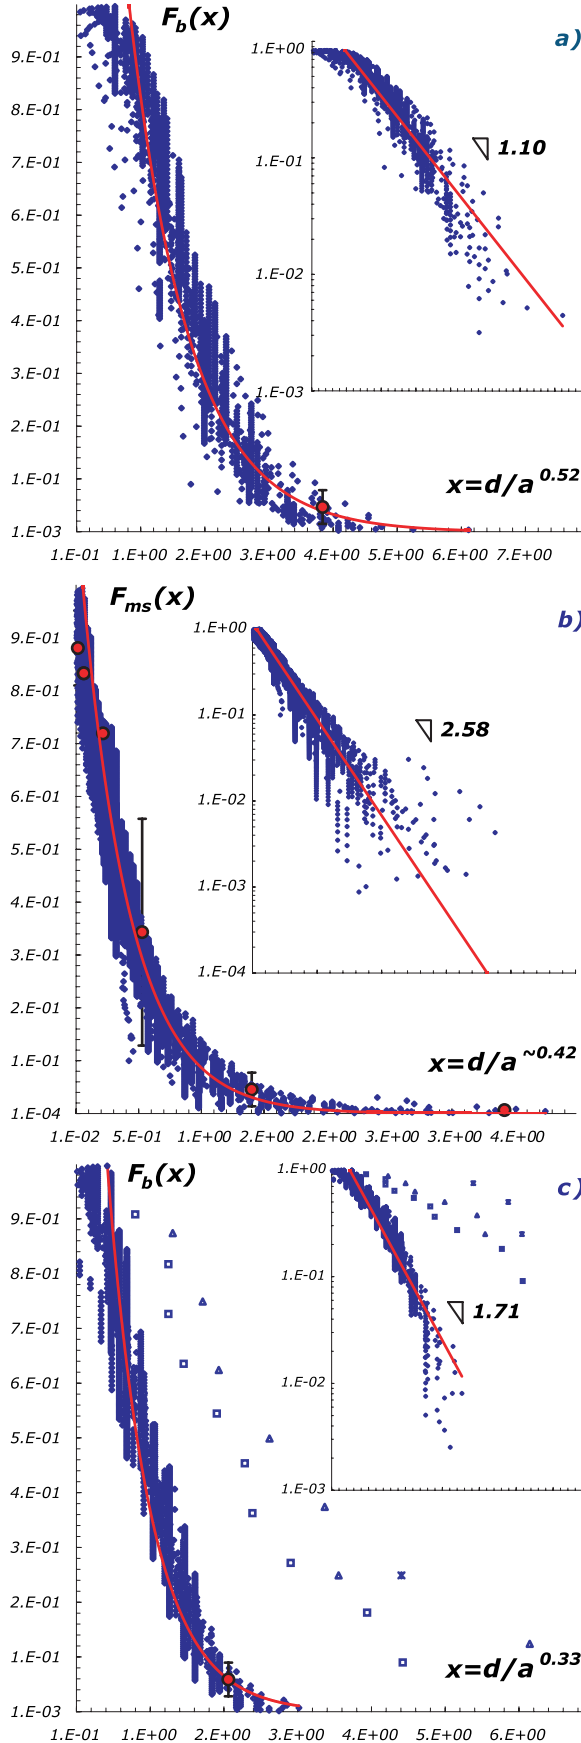 F_b(x)
a)
9.E-01
8.E-01
7.E-01
6.E-01
5.E-01
4.E-01
3.E-01
2.E-01
1.E-01
1.E-03
1.E+00
1.E-01
1.E-02
1.E-03
1.10
x=d/a^0.52
1.E-01 1.E+00 2.E+00 3.E+00 4.E+00 5.E+00 6.E+00 7.E+00
F_ms(x)
b)
9.E-01
8.E-01
7.E-01
6.E-01
5.E-01
4.E-01
3.E-01
2.E-01
1.E-01
1.E-04
1.E+00
1.E-01
1.E-02
1.E-03
1.E-04
2.58
x=d/a^~0.42
1.E-02 5.E-01 1.E+00 2.E+00 2.E+00 3.E+00 3.E+00 4.E+00
F_b(x)
c)
9.E-01
8.E-01
7.E-01
6.E-01
5.E-01
4.E-01
3.E-01
2.E-01
1.E-01
1.E-03
1.E+00
1.E-01
1.E-02
1.E-03
1.71
x=d/a^0.33
1.E-01 1.E+00 2.E+00 3.E+00 4.E+00 5.E+00 6.E+00